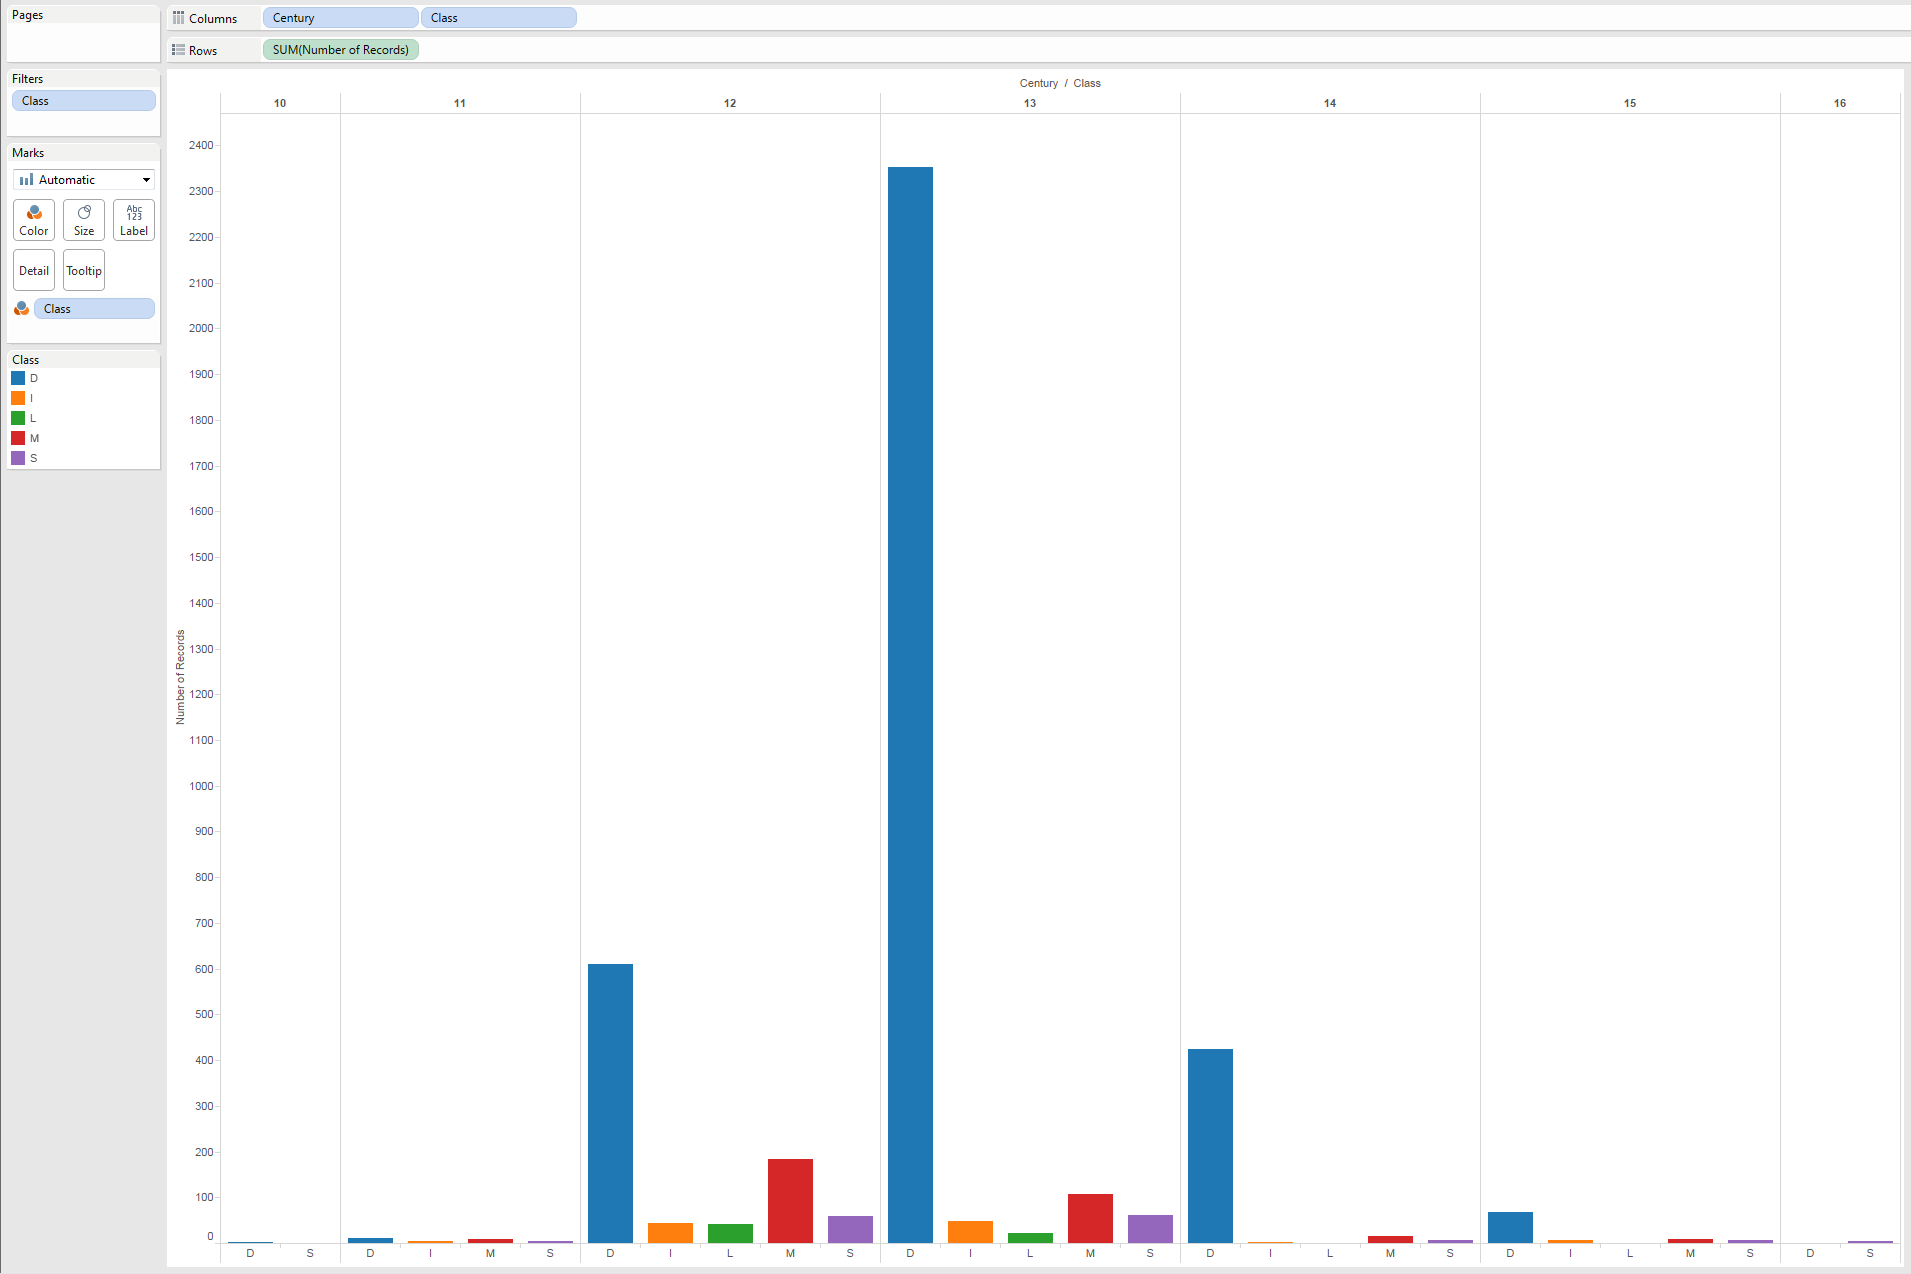 Pages
Columns Century Class
Rows SUM(Number of Records)
Filters
Class
Marks
Automatic
Color Size Abc 123 Label
Detail Tooltip
Class
Class
D
I
L
M
S
Century / Class
10 11 12 13 14 15 16
Number of Records
2400
2300
2200
2100
2000
1900
1800
1700
1600
1500
1400
1300
1200
1100
1000
900
800
700
600
500
400
300
200
100
0
D S D I M S D I L M S D I L M S D I L M S D I L M S D S